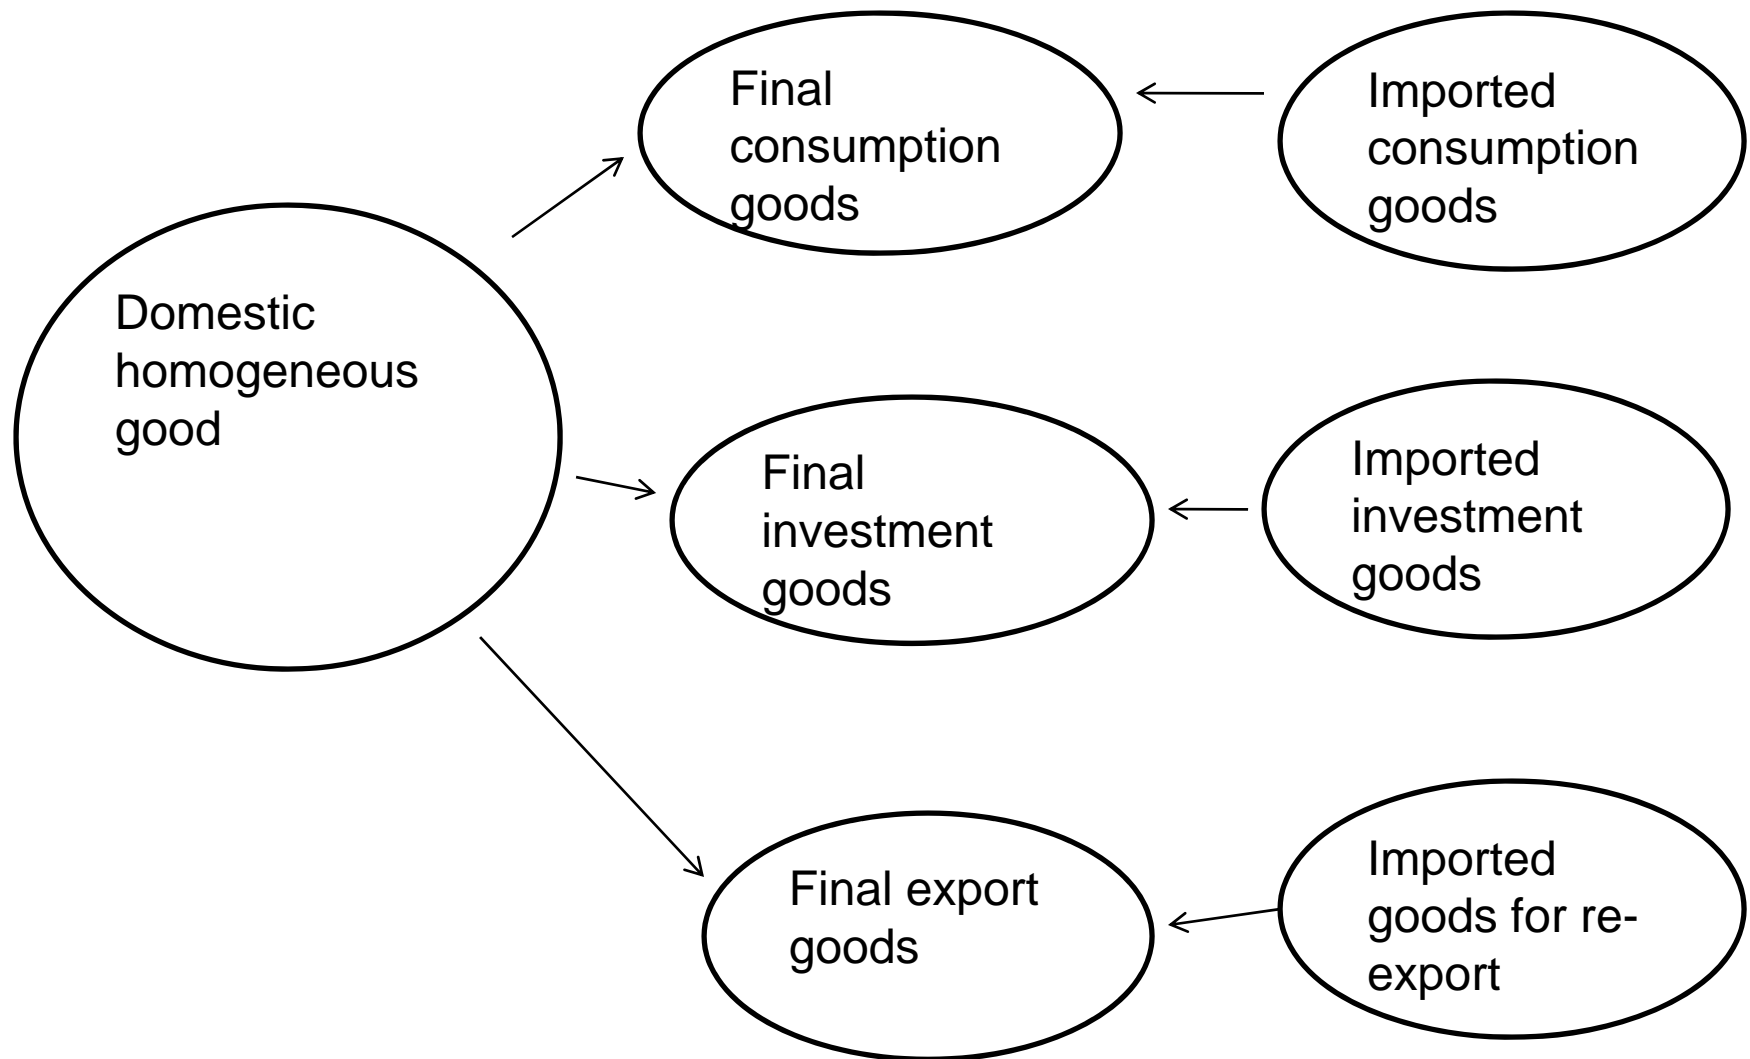 Final
consumption
goods
Imported
consumption
goods
Domestic
homogeneous
good
Final
investment
goods
Imported
investment
goods
Final export
goods
Imported
goods for re-
export